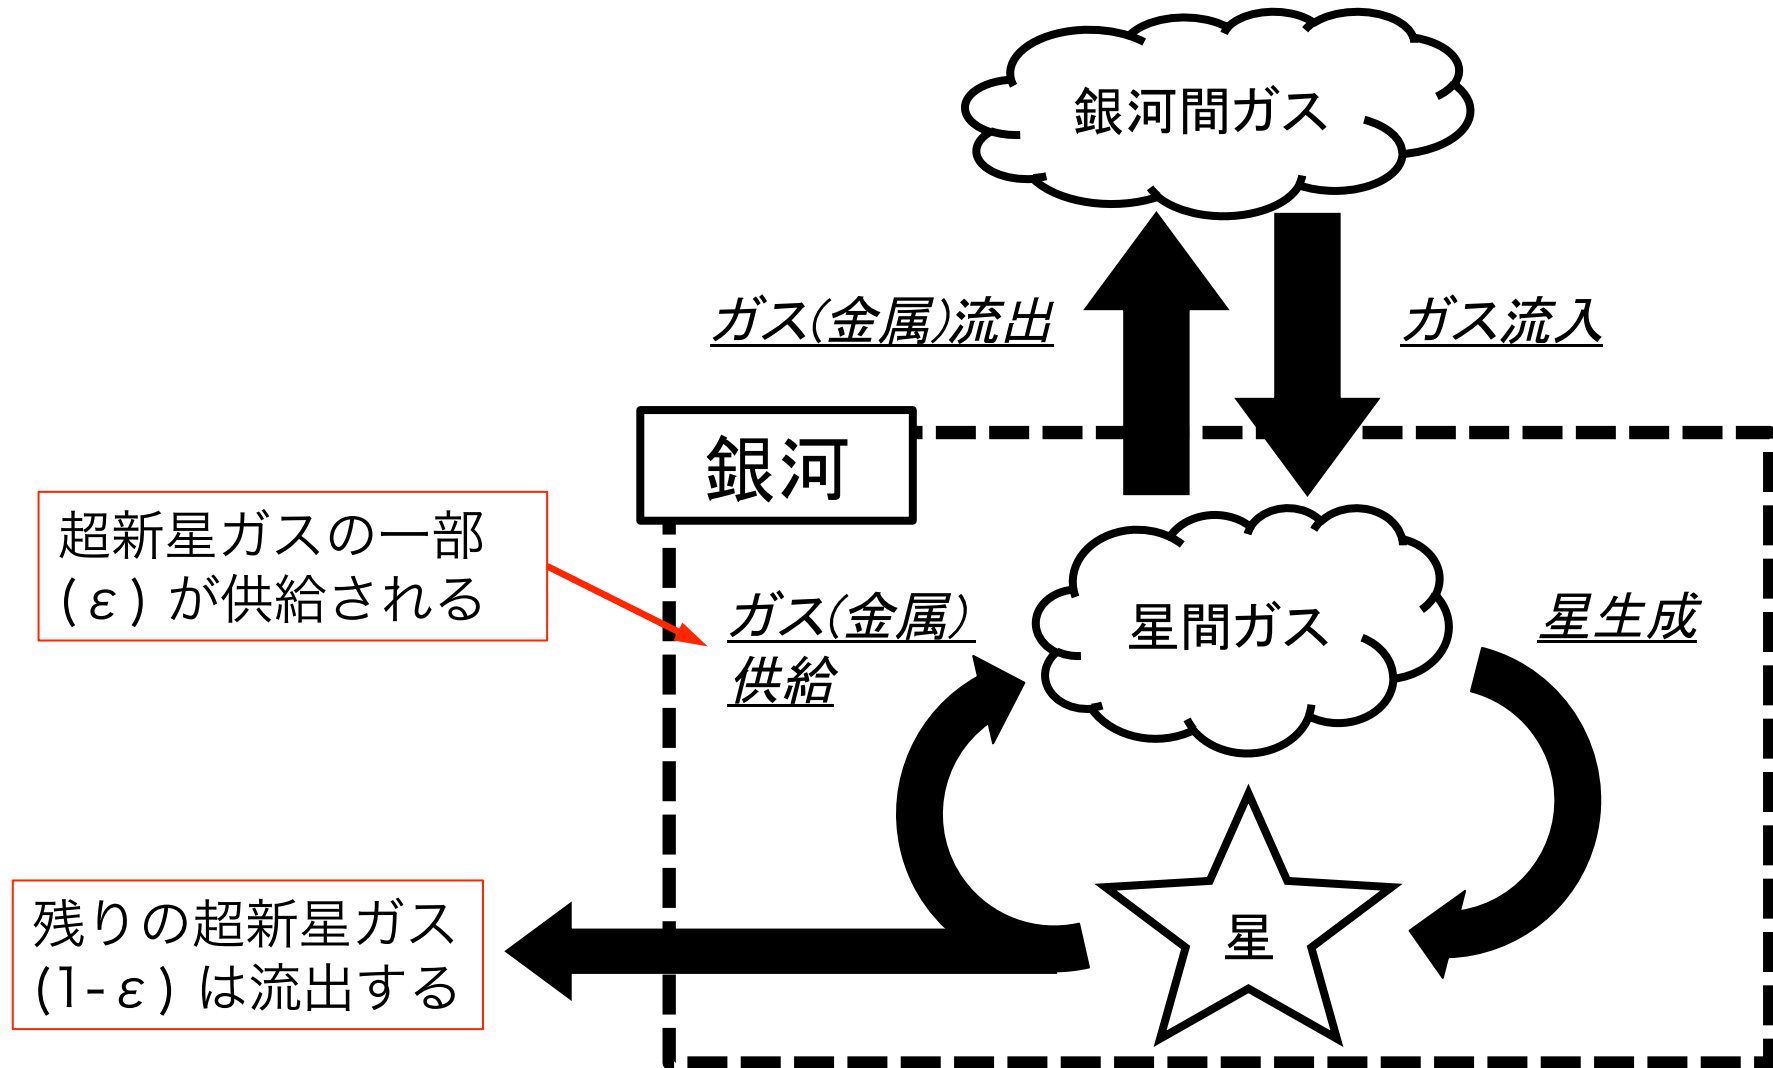 銀河間ガス
ガス(金属)流出
ガス流入
銀河
超新星ガスの一部
(ε) が供給される
ガス(金属)
供給
星間ガス
星生成
残りの超新星ガス
(1-ε) は流出する
星